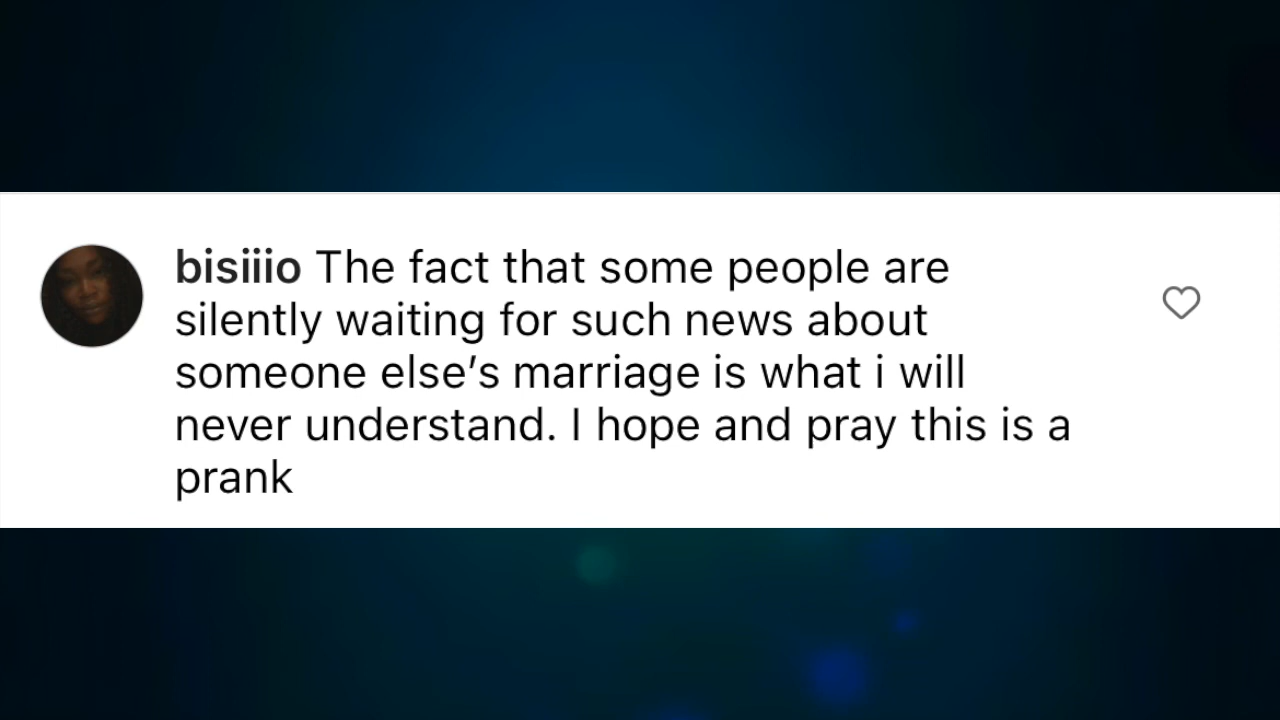 bisiiio The fact that some people are
silently waiting for such news about
someone else’s marriage is what i will
never understand. I hope and pray this is a
prank